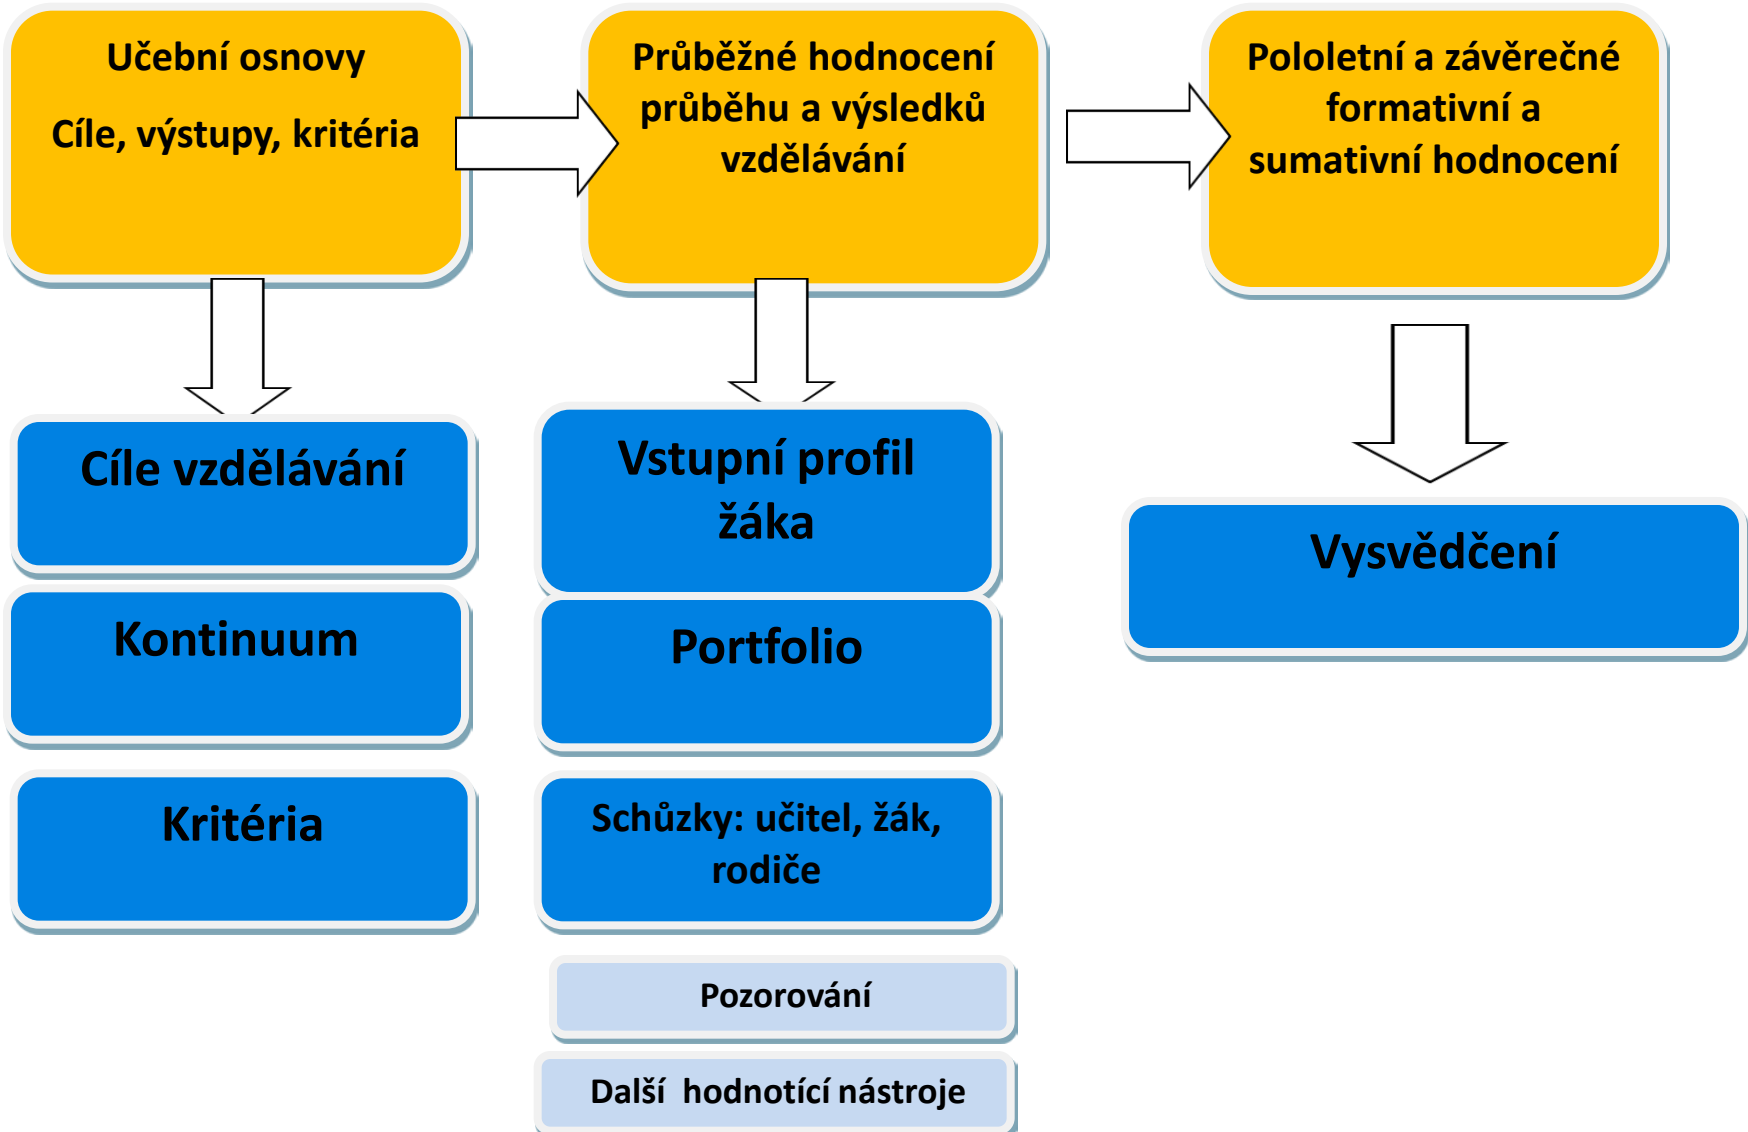 Učební osnovy
Cíle, výstupy, kritéria
Průběžné hodnocení
průběhu a výsledků
vzdělávání
Pololetní a závěrečné
formativní a
sumativní hodnocení
Cíle vzdělávání
Kontinuum
Kritéria
Vstupní profil
žáka
Portfolio
Schůzky: učitel, žák,
rodiče
Pozorování
Další  hodnotící nástroje
Vysvědčení